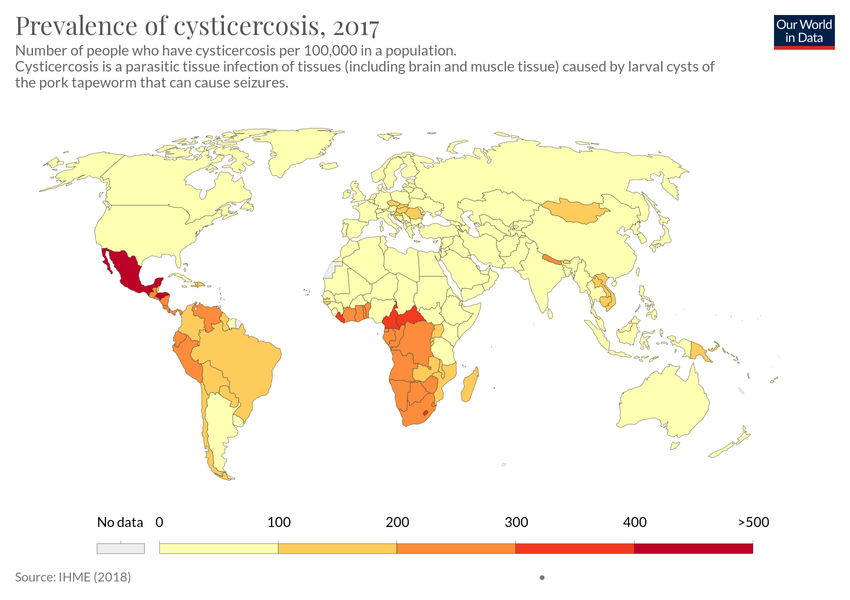 Prevalence of cysticercosis, 2017
Our World
in Data
Number of people who have cysticercosis per 100,000 in a population.
Cysticercosis is a parasitic tissue infection of tissues (including brain and muscle tissue) caused by larval cysts of
the pork tapeworm that can cause seizures.
No data 0 100 200 300 400 >500
Source: IHME (2018)